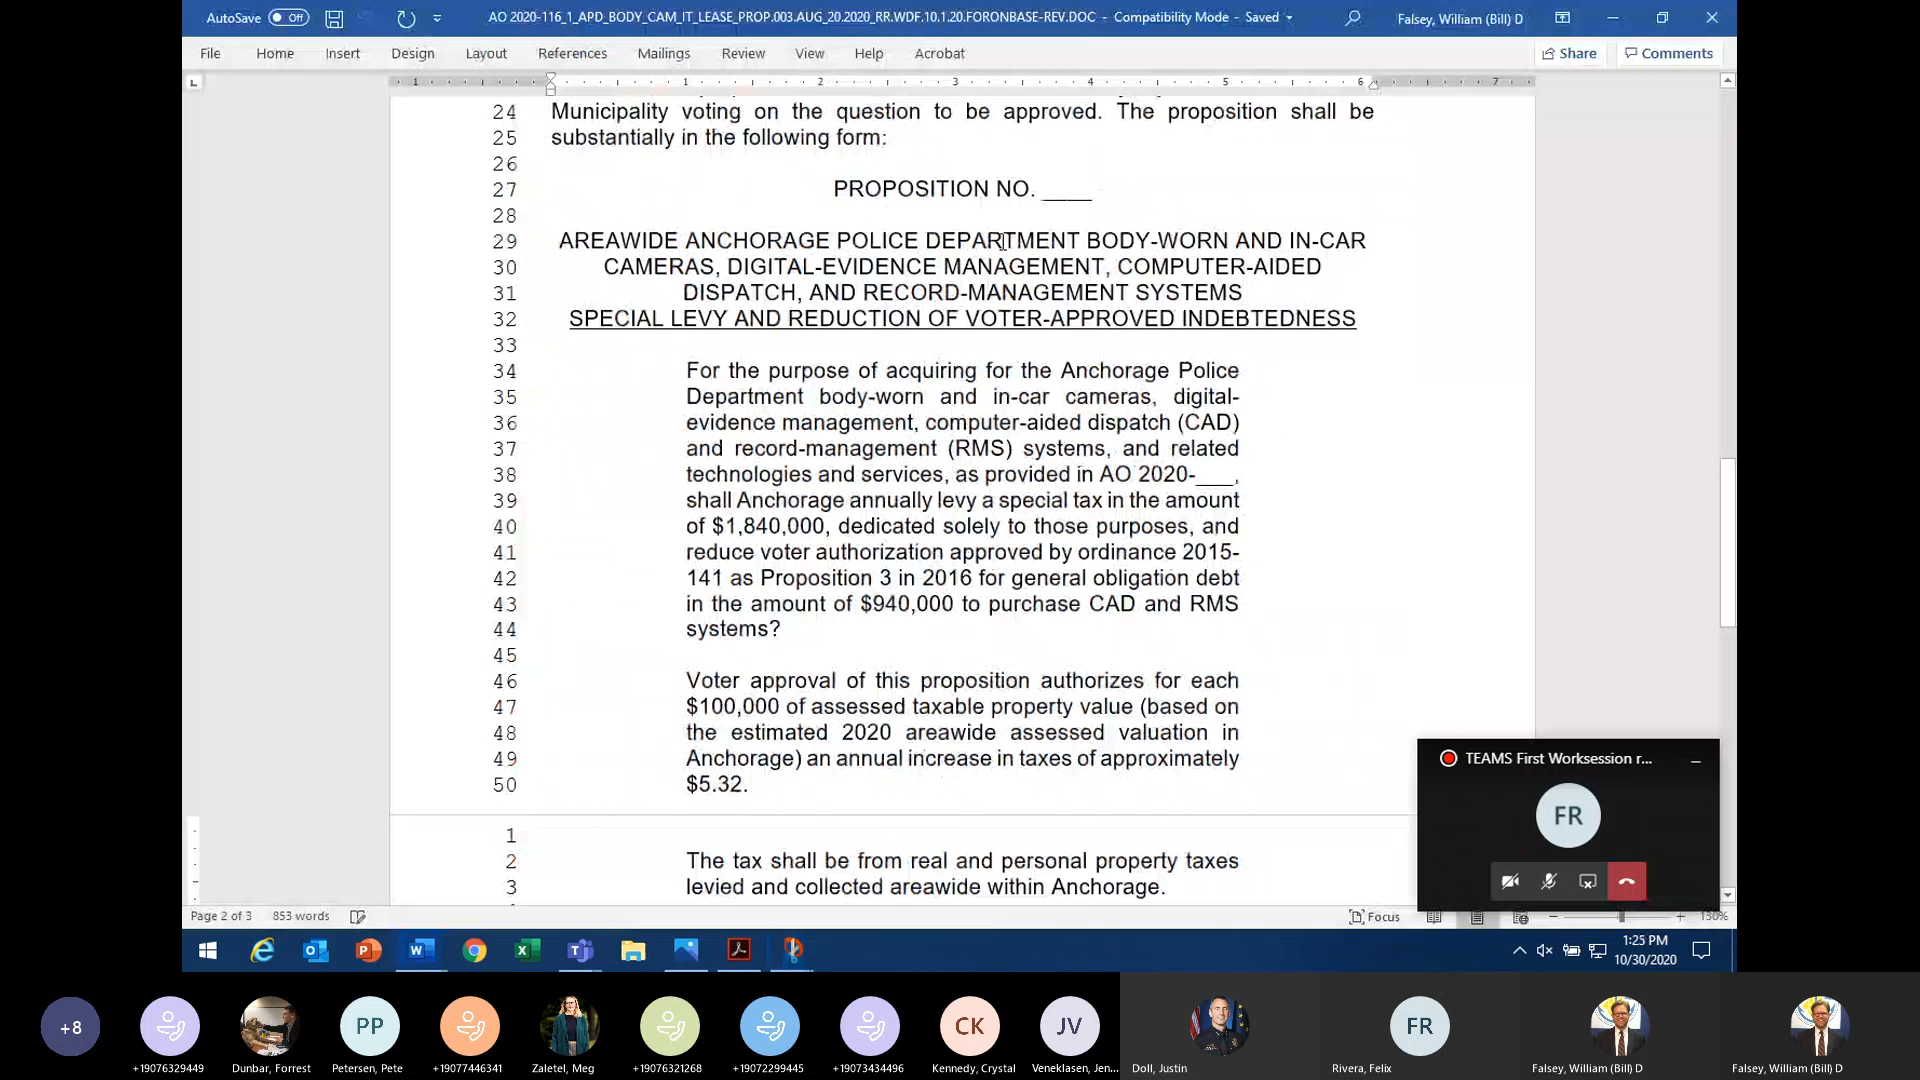 AutoSave Off AO 2020-116_1_APD_BODY_CAM_IT_LEASE_PROP.003.AUG_20.2020_RR.WDF.10.1.20.FORONBASE-REV.DOC - Compatibility Mode - Saved Falsey, William (Bill) D
File Home Insert Design Layout References Mailings Review View Help Acrobat Share Comments
1 1 2 3 4 5 6 7
24 Municipality voting on the question to be approved. The proposition shall be
25 substantially in the following form:
26
27 PROPOSITION NO. ____
28
29 AREAWIDE ANCHORAGE POLICE DEPARTMENT BODY-WORN AND IN-CAR
30 CAMERAS, DIGITAL-EVIDENCE MANAGEMENT, COMPUTER-AIDED
31 DISPATCH, AND RECORD-MANAGEMENT SYSTEMS
32 SPECIAL LEVY AND REDUCTION OF VOTER-APPROVED INDEBTEDNESS
33
34 For the purpose of acquiring for the Anchorage Police
35 Department body-worn and in-car cameras, digital-
36 evidence management, computer-aided dispatch (CAD)
37 and record-management (RMS) systems, and related
38 technologies and services, as provided in AO 2020-___,
39 shall Anchorage annually levy a special tax in the amount
40 of $1,840,000, dedicated solely to those purposes, and
41 reduce voter authorization approved by ordinance 2015-
42 141 as Proposition 3 in 2016 for general obligation debt
43 in the amount of $940,000 to purchase CAD and RMS
44 systems?
45
46 Voter approval of this proposition authorizes for each
47 $100,000 of assessed taxable property value (based on
48 the estimated 2020 areawide assessed valuation in
49 Anchorage) an annual increase in taxes of approximately
50 $5.32.
1
2 The tax shall be from real and personal property taxes
3 levied and collected areawide within Anchorage.
TEAMS First Worksession r...
FR
Page 2 of 3 853 words Focus 130%
1:25 PM
10/30/2020
+8 PP CK JV FR
+19076329449 Dunbar, Forrest Petersen, Pete +19077446341 Zaletel, Meg +19076321268 +19072299445 +19073434496 Kennedy, Crystal Veneklasen, Jen... Doll, Justin Rivera, Felix Falsey, William (Bill) D Falsey, William (Bill) D